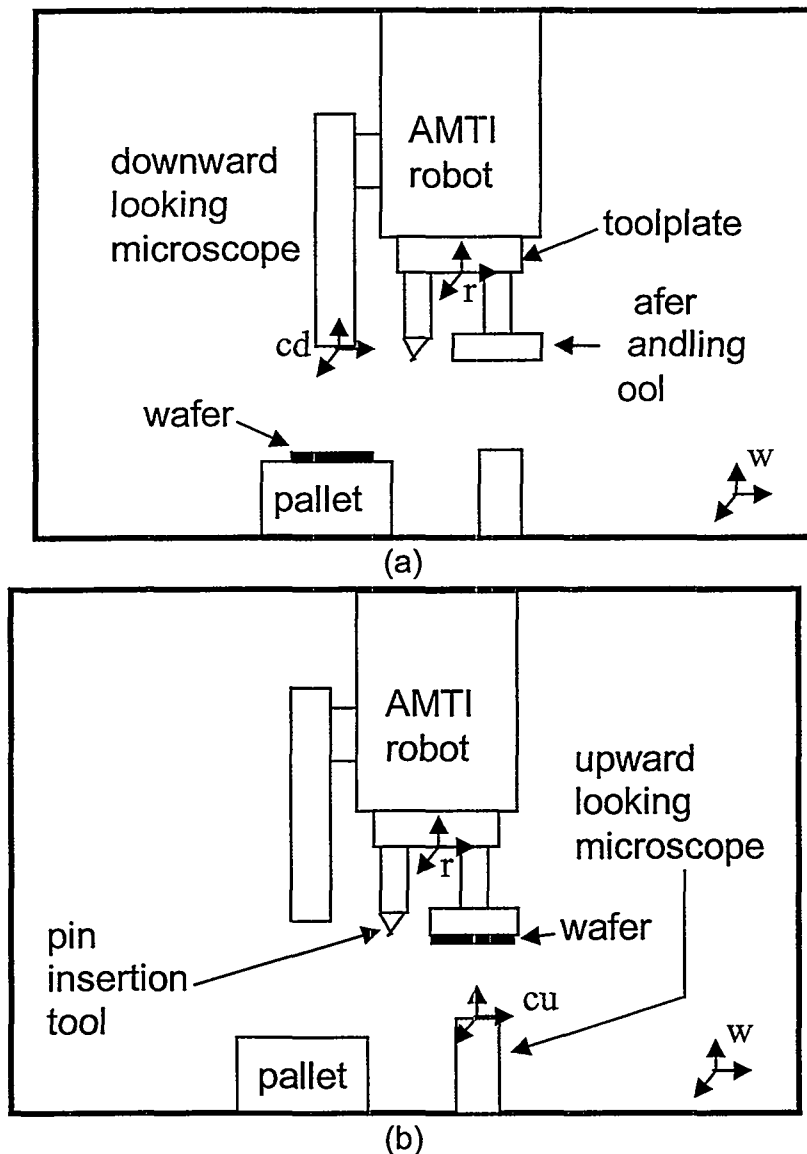 AMTI
robot
downward
looking
microscope
toolplate
r
cd
afer
andling
ool
wafer
pallet
w
(a)
AMTI
robot
upward
looking
microscope
r
wafer
pin
insertion
tool
cu
pallet
w
(b)